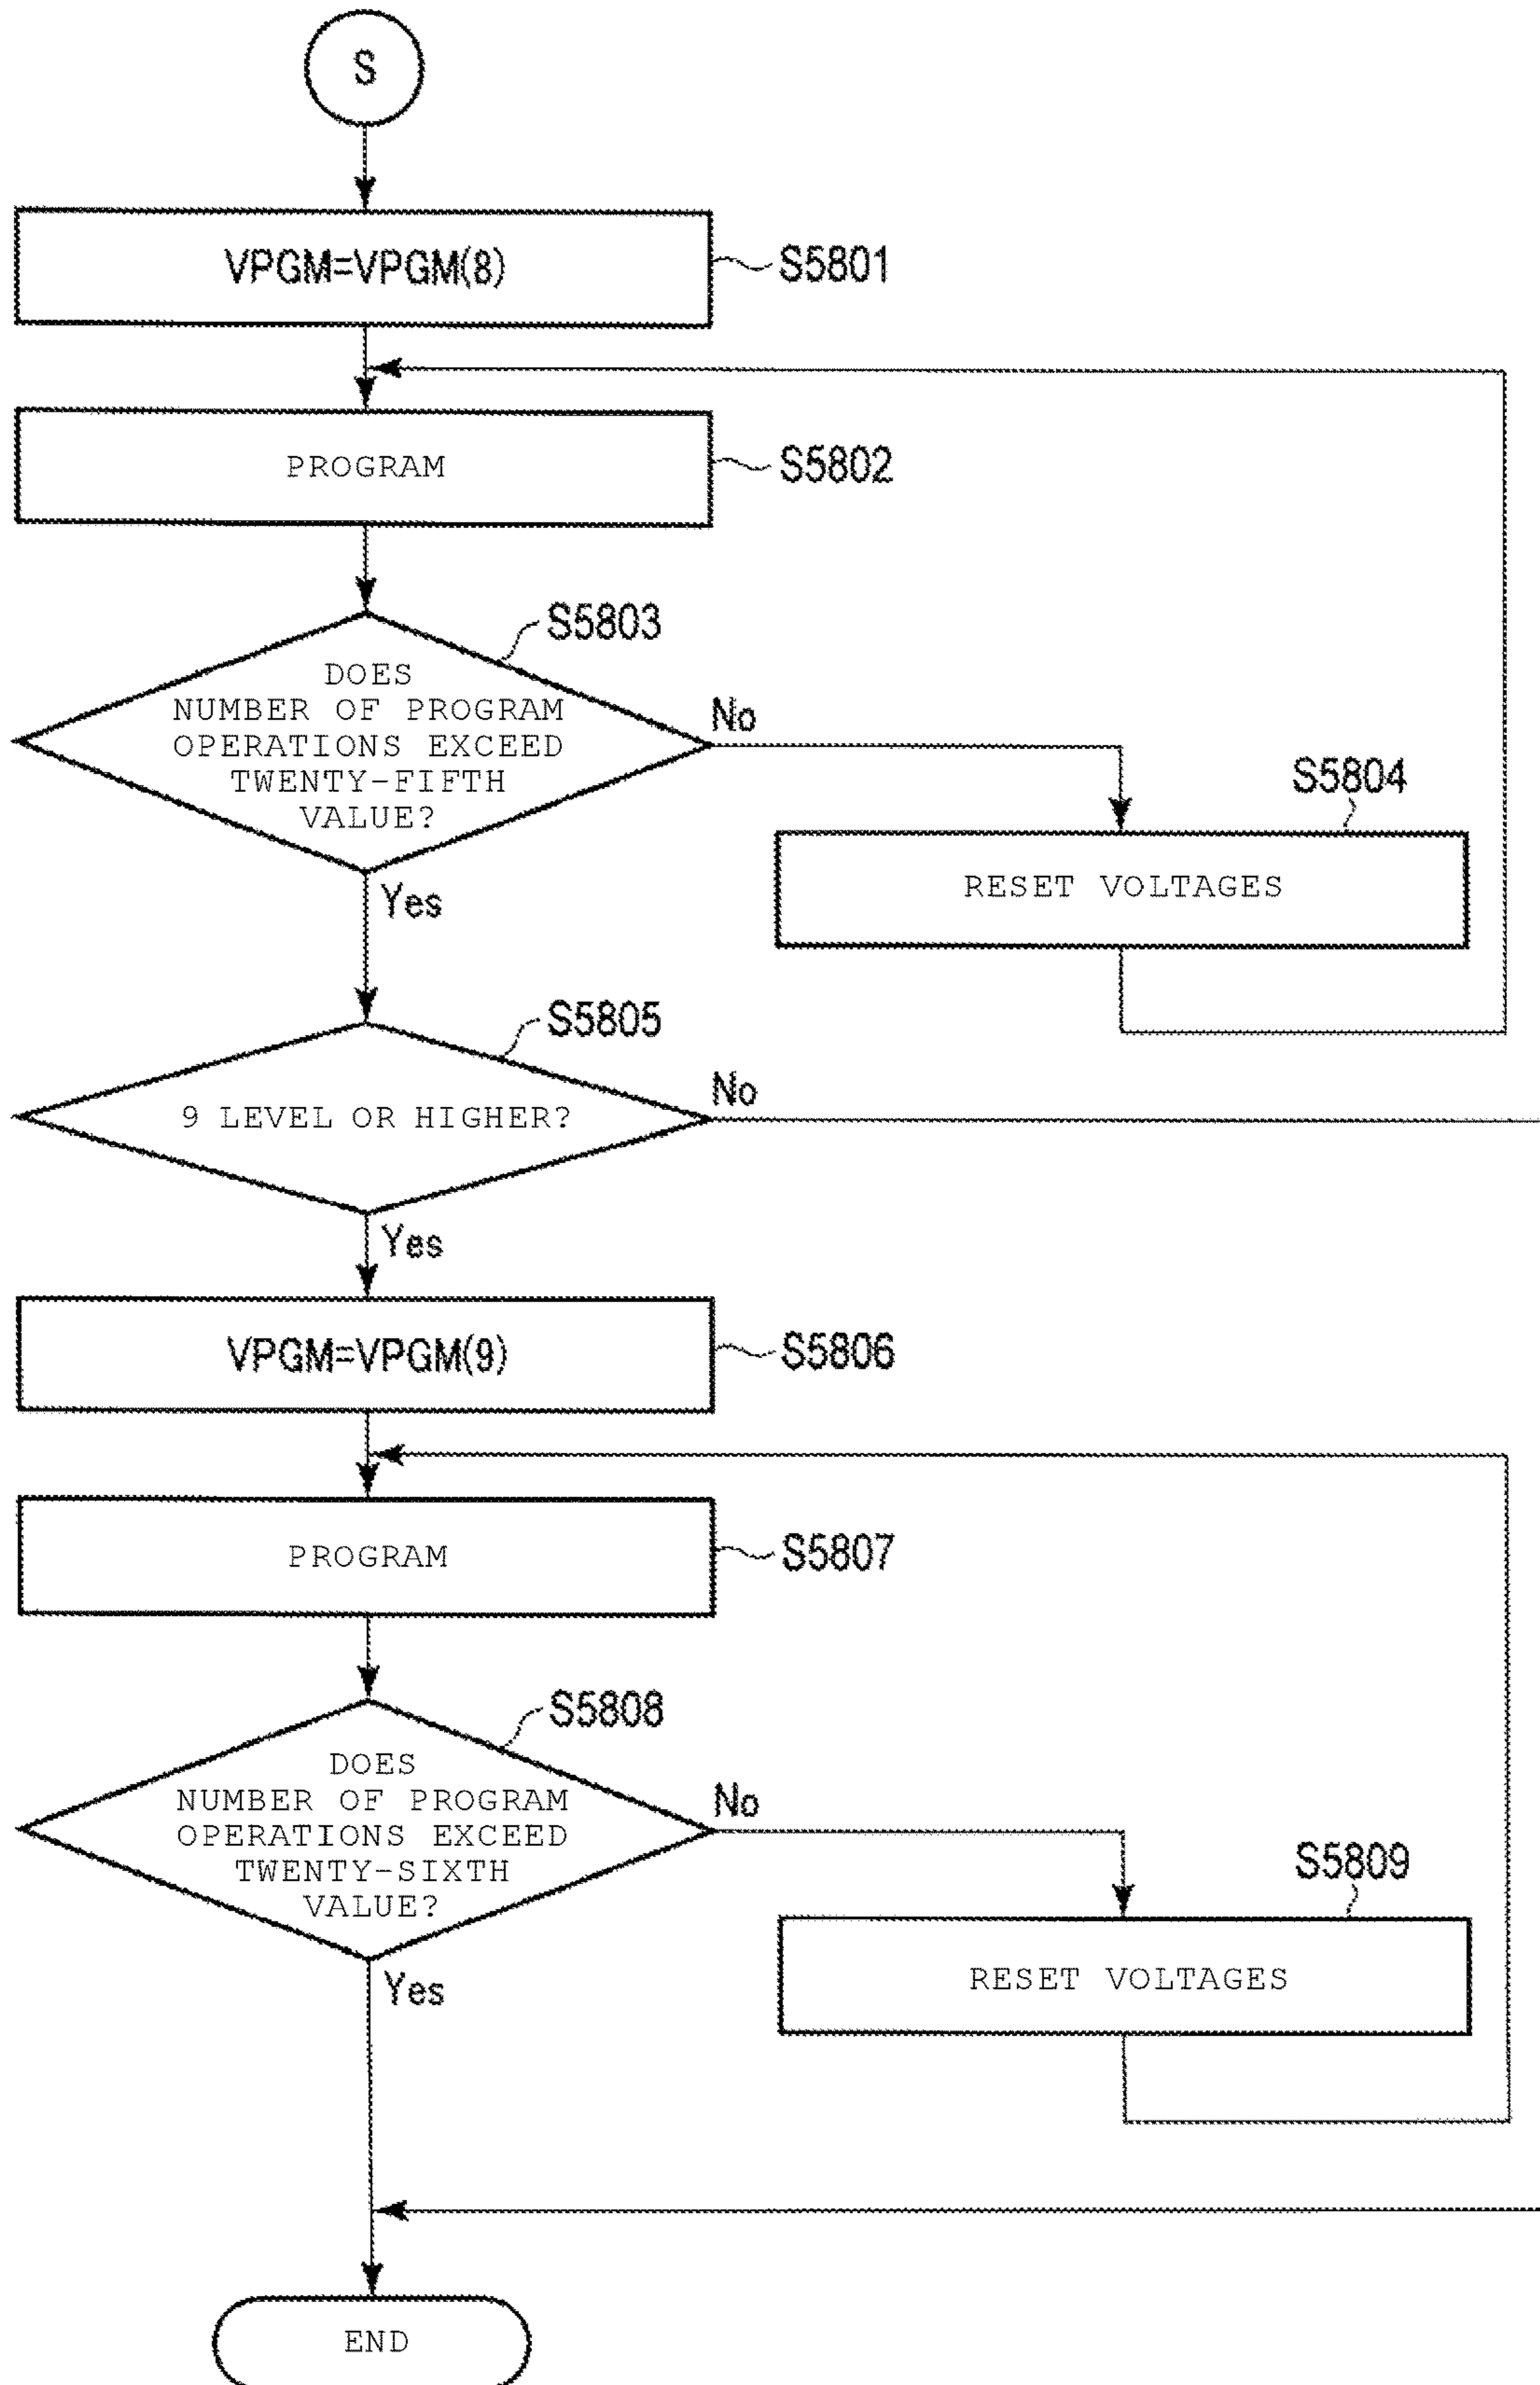 S
VPGM=VPGM(8)
S5801
PROGRAM
S5802
S5803
DOES
NUMBER OF PROGRAM
OPERATIONS EXCEED
TWENTY-FIFTH
VALUE?
No
Yes
S5804
RESET VOLTAGES
S5805
9 LEVEL OR HIGHER?
No
Yes
VPGM=VPGM(9)
S5806
PROGRAM
S5807
S5808
DOES
NUMBER OF PROGRAM
OPERATIONS EXCEED
TWENTY-SIXTH
VALUE?
No
Yes
S5809
RESET VOLTAGES
END